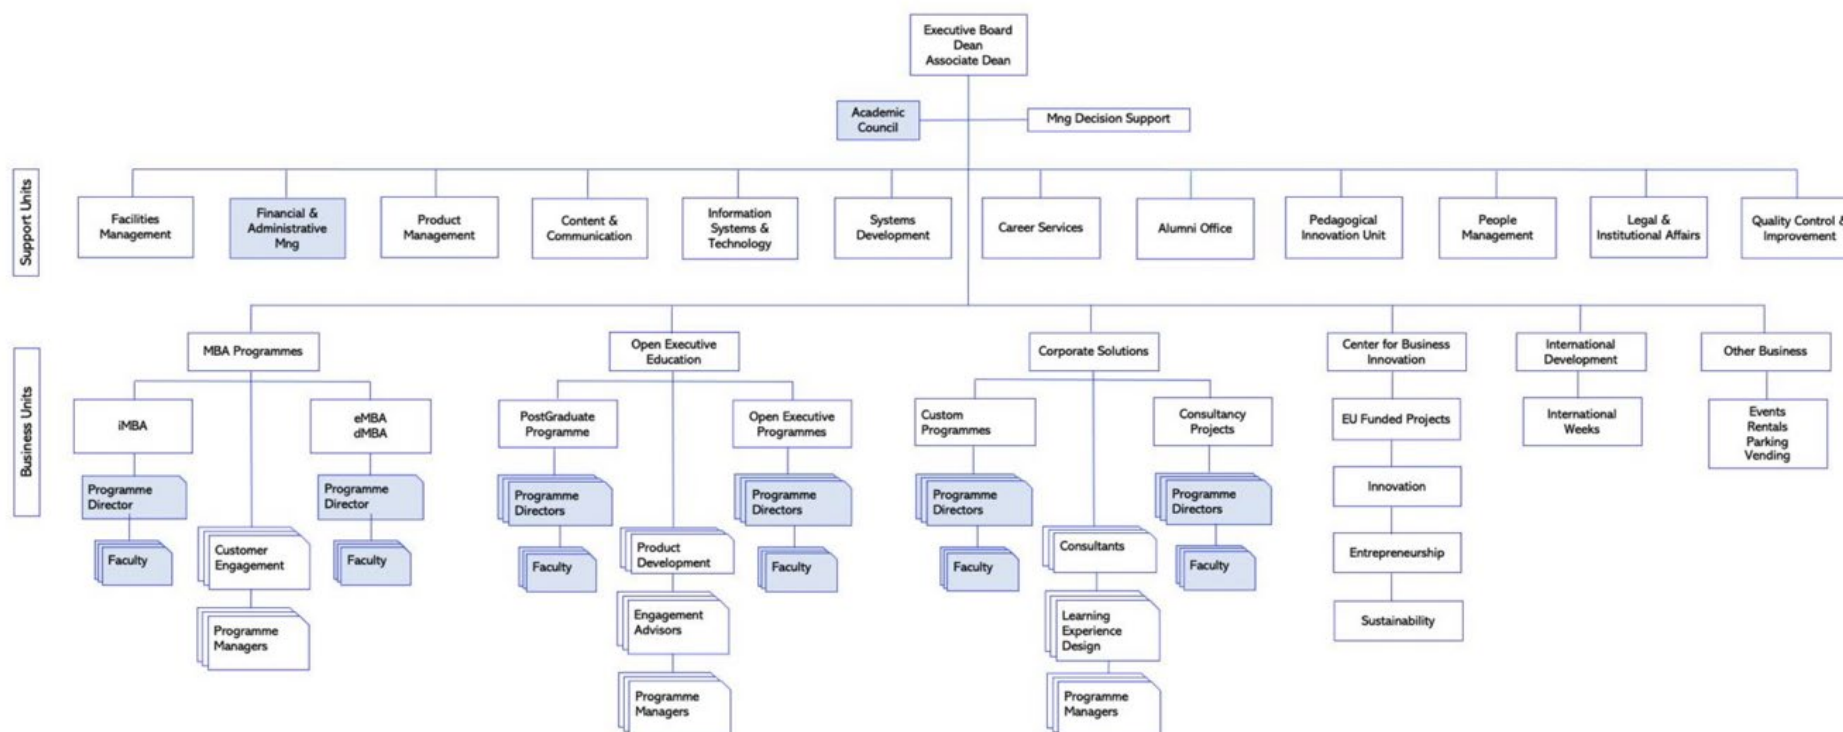 Executive Board
Dean
Associate Dean
Academic
Council
Mng Decision Support
Support Units
Facilities
Management
Financial &
Administrative
Mng
Product
Management
Content &
Communication
Information
Systems &
Technology
Systems
Development
Career Services
Alumni Office
Pedagogical
Innovation Unit
People
Management
Legal &
Institutional Affairs
Quality Control &
Improvement
Business Units
MBA Programmes
Open Executive
Education
Corporate Solutions
Center for Business
Innovation
International
Development
Other Business
iMBA
eMBA
dMBA
PostGraduate
Programme
Open Executive
Programmes
Custom
Programmes
Consultancy
Projects
EU Funded Projects
International
Weeks
Events
Rentals
Parking
Vending
Programme
Director
Programme
Director
Programme
Directors
Programme
Directors
Programme
Directors
Programme
Directors
Innovation
Faculty
Customer
Engagement
Faculty
Faculty
Product
Development
Faculty
Faculty
Consultants
Faculty
Entrepreneurship
Programme
Managers
Engagement
Advisors
Learning
Experience
Design
Sustainability
Programme
Managers
Programme
Managers